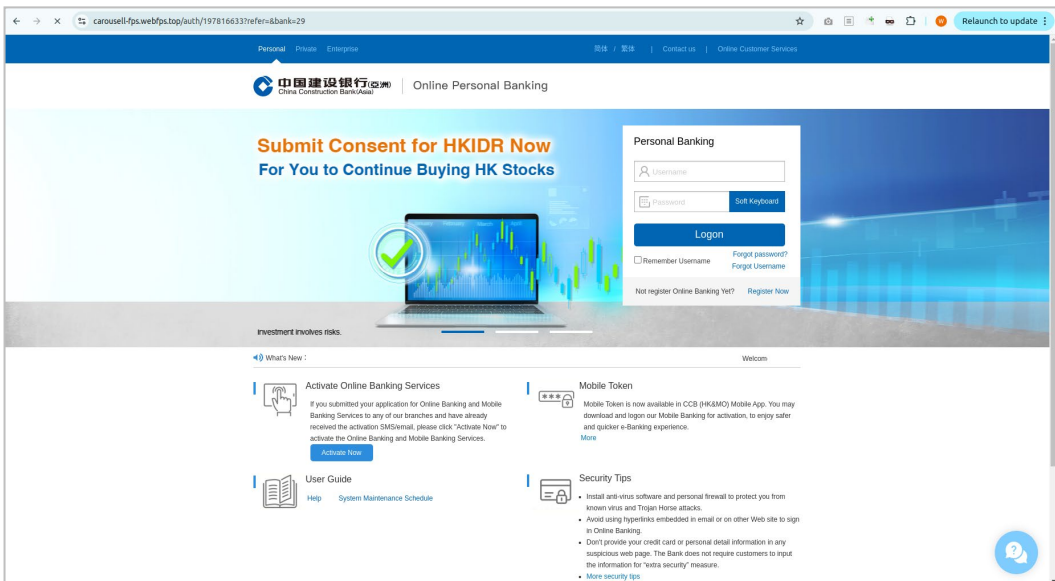 carousell-fps.webfps.top/auth/197816633?refer=&bank=29
W
Relaunch to update
Personal Private Enterprise
简体 / 繁体 | Contact us | Online Customer Services
中国建设银行(亞洲)
China Construction Bank(Asia)
Online Personal Banking
Submit Consent for HKIDR Now
For You to Continue Buying HK Stocks
investment involves risks.
Personal Banking
Username
Password
Soft Keyboard
Logon
Remember Username
Forgot password?
Forgot Username
Not register Online Banking Yet? Register Now
What's New :
Welcom
Activate Online Banking Services
If you submitted your application for Online Banking and Mobile
Banking Services to any of our branches and have already
received the activation SMS/email, please click "Activate Now" to
activate the Online Banking and Mobile Banking Services.
Activate Now
Mobile Token
Mobile Token is now available in CCB (HK&MO) Mobile App. You may
download and logon our Mobile Banking for activation, to enjoy safer
and quicker e-Banking experience.
More
User Guide
Help System Maintenance Schedule
Security Tips
• Install anti-virus software and personal firewall to protect you from
known virus and Trojan Horse attacks.
• Avoid using hyperlinks embedded in email or on other Web site to sign
in Online Banking.
• Don't provide your credit card or personal detail information in any
suspicious web page. The Bank does not require customers to input
the information for "extra security" measure.
• More security tips